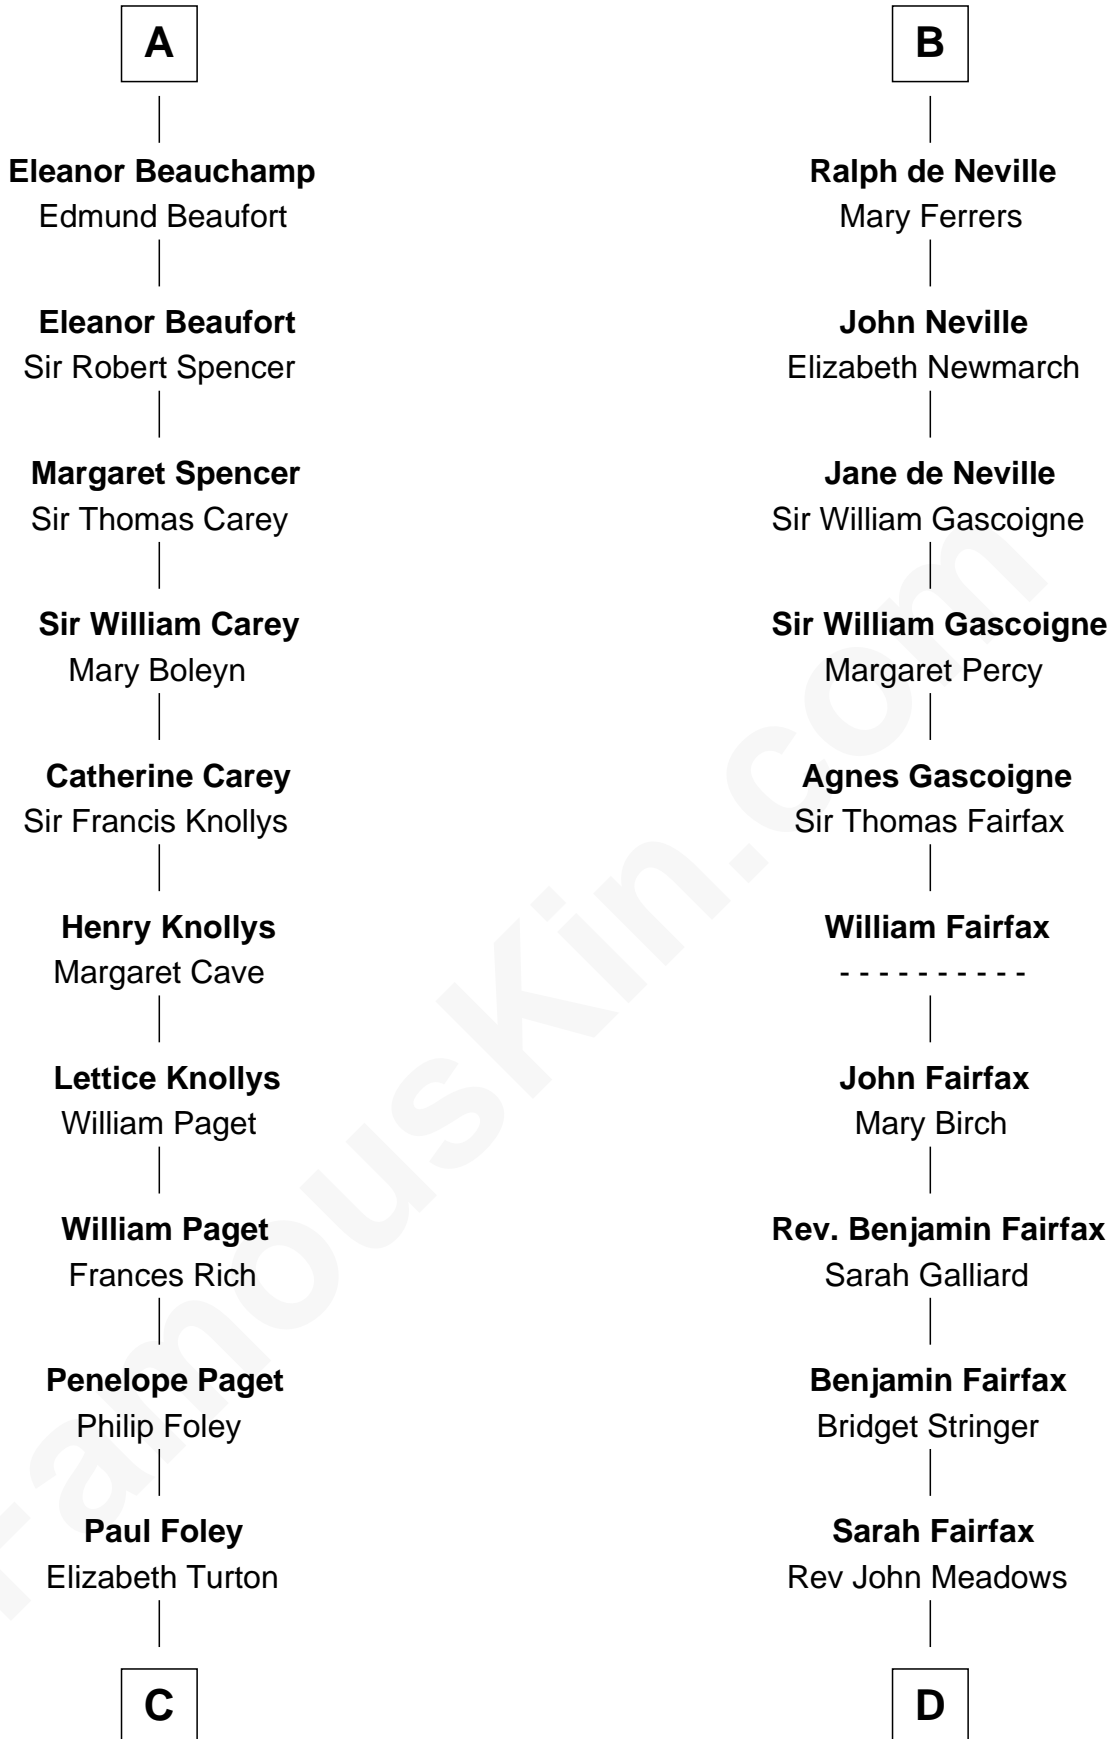 A
Eleanor Beauchamp
Edmund Beaufort
Eleanor Beaufort
Sir Robert Spencer
Margaret Spencer
Sir Thomas Carey
Sir William Carey
Mary Boleyn
Catherine Carey
Sir Francis Knollys
Henry Knollys
Margaret Cave
Lettice Knollys
William Paget
William Paget
Frances Rich
Penelope Paget
Philip Foley
Paul Foley
Elizabeth Turton
C
B
Ralph de Neville
Mary Ferrers
John Neville
Elizabeth Newmarch
Jane de Neville
Sir William Gascoigne
Sir William Gascoigne
Margaret Percy
Agnes Gascoigne
Sir Thomas Fairfax
William Fairfax
- - - - - - - - - -
John Fairfax
Mary Birch
Rev. Benjamin Fairfax
Sarah Galliard
Benjamin Fairfax
Bridget Stringer
Sarah Fairfax
Rev John Meadows
D
FamousKin.com